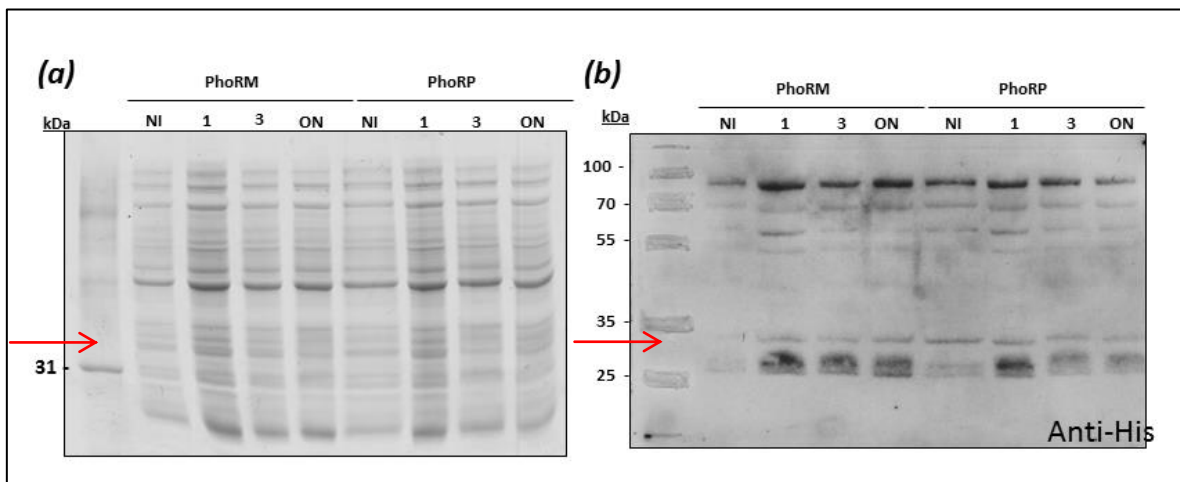 (a)
PhoRM PhoRP
kDa NI 1 3 ON NI 1 3 ON
31 -
(b)
PhoRM PhoRP
kDa NI 1 3 ON NI 1 3 ON
100 -
70 -
55 -
35 -
25 -
Anti-His